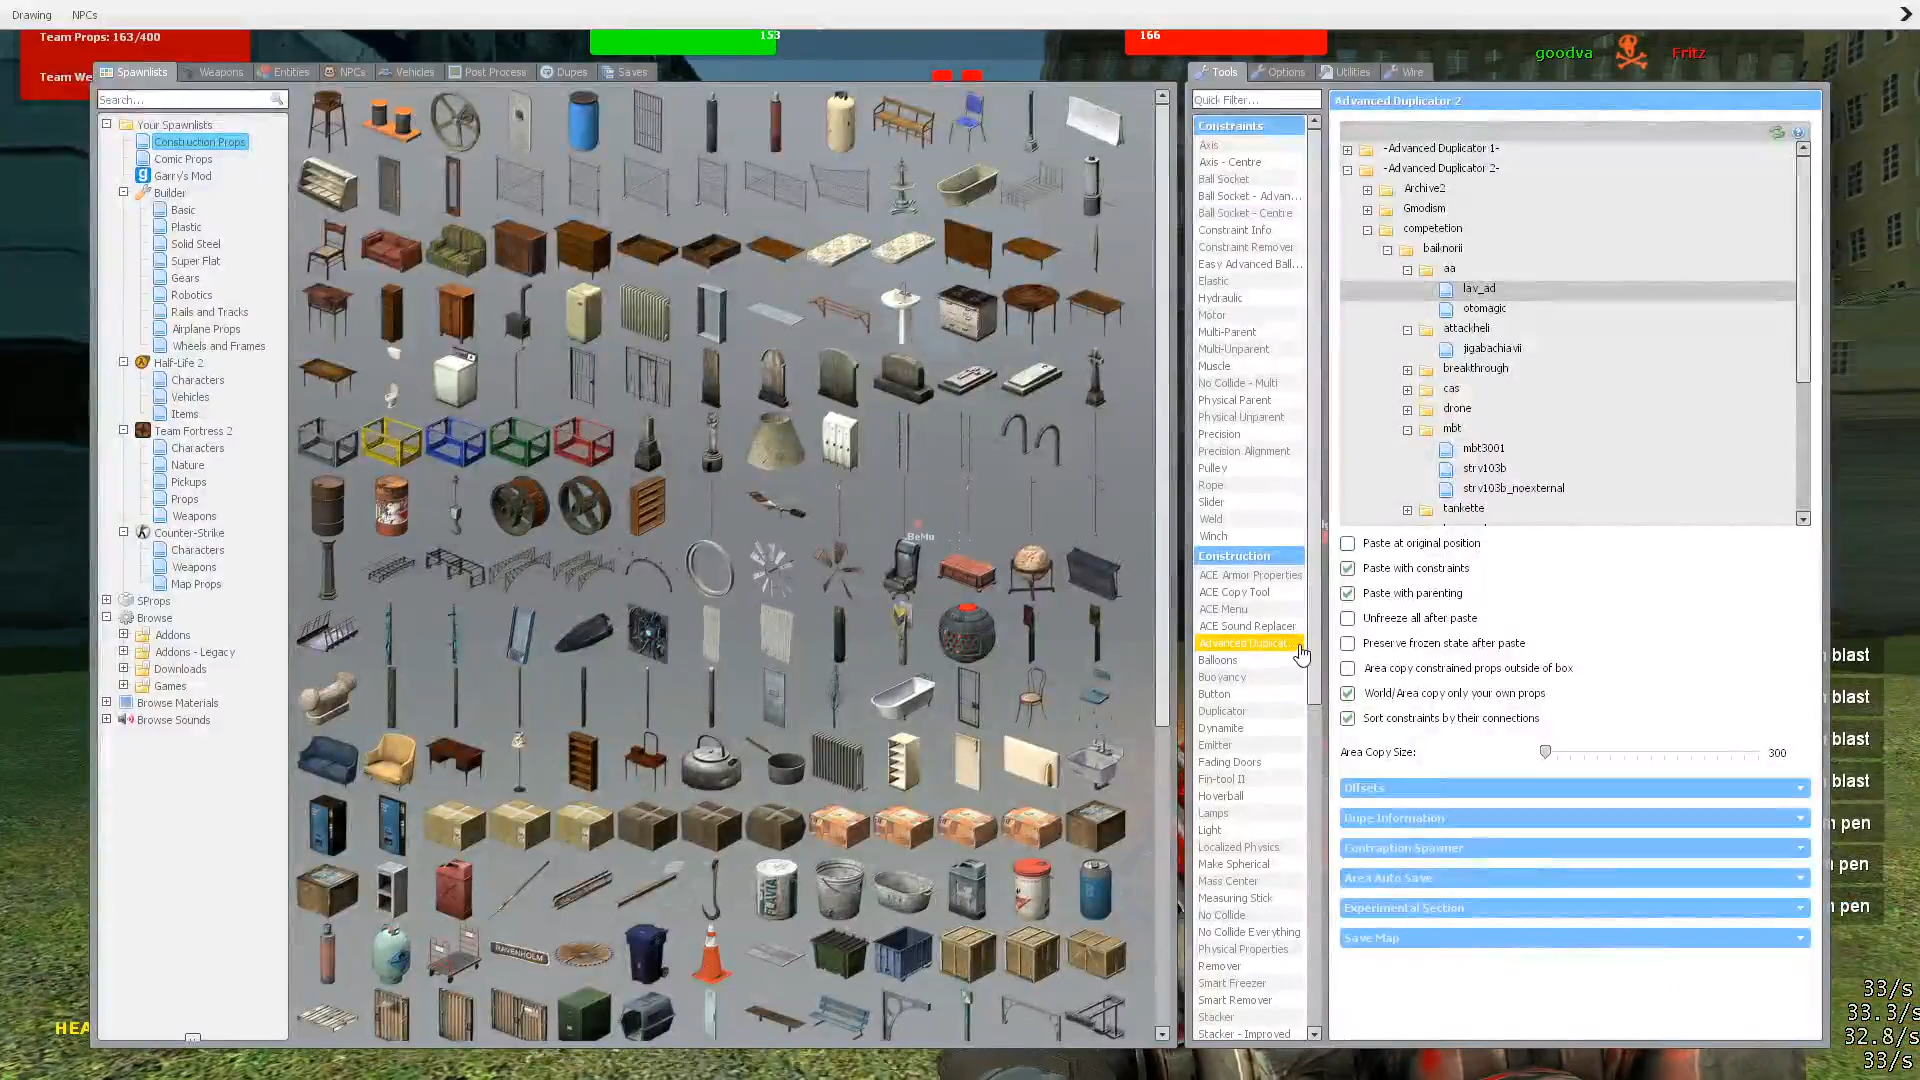 Drawing NPCs
Team Props: 163/400
153
166
goodva Fritz
Team We
Spawnlists Weapons Entities NPCs Vehicles Post Process Dupes Saves
Search...
Your Spawnlists
Construction Props
Comic Props
Garry's Mod
Builder
Basic
Plastic
Solid Steel
Super Flat
Gears
Robotics
Rails and Tracks
Airplane Props
Wheels and Frames
Half-Life 2
Characters
Vehicles
Items
Team Fortress 2
Characters
Nature
Pickups
Props
Weapons
Counter-Strike
Characters
Weapons
Map Props
SProps
Browse
Addons
Addons - Legacy
Downloads
Games
Browse Materials
Browse Sounds
HEA
BeMu
RAVENHOLM
Tools Options Utilities Wire
Quick Filter...
Constraints
Axis
Axis - Centre
Ball Socket
Ball Socket - Advan...
Ball Socket - Centre
Constraint Info
Constraint Remover
Easy Advanced Ball...
Elastic
Hydraulic
Motor
Multi-Parent
Multi-Unparent
Muscle
No Collide - Multi
Physical Parent
Physical Unparent
Precision
Precision Alignment
Pulley
Rope
Slider
Weld
Winch
Construction
ACE Armor Properties
ACE Copy Tool
ACE Menu
ACE Sound Replacer
Advanced Duplicat...
Balloons
Buoyancy
Button
Duplicator
Dynamite
Emitter
Fading Doors
Fin-tool II
Hoverball
Lamps
Light
Localized Physics
Make Spherical
Mass Center
Measuring Stick
No Collide
No Collide Everything
Physical Properties
Remover
Smart Freezer
Smart Remover
Stacker
Stacker - Improved
Advanced Duplicator 2
-Advanced Duplicator 1-
-Advanced Duplicator 2-
Archive2
Gmodism
competetion
baiknorii
aa
lav_ad
otomagic
attackheli
jigabachiavii
breakthrough
cas
drone
mbt
mbt3001
strv103b
strv103b_noexternal
tankette
Paste at original position
Paste with constraints
Paste with parenting
Unfreeze all after paste
Preserve frozen state after paste
Area copy constrained props outside of box
World/Area copy only your own props
Sort constraints by their connections
Area Copy Size: 300
Offsets
Dupe Information
Contraption Spawner
Area Auto Save
Experimental Section
Save Map
blast
blast
blast
blast
pen
pen
pen
33/s
33.3/s
32.8/s
33/s